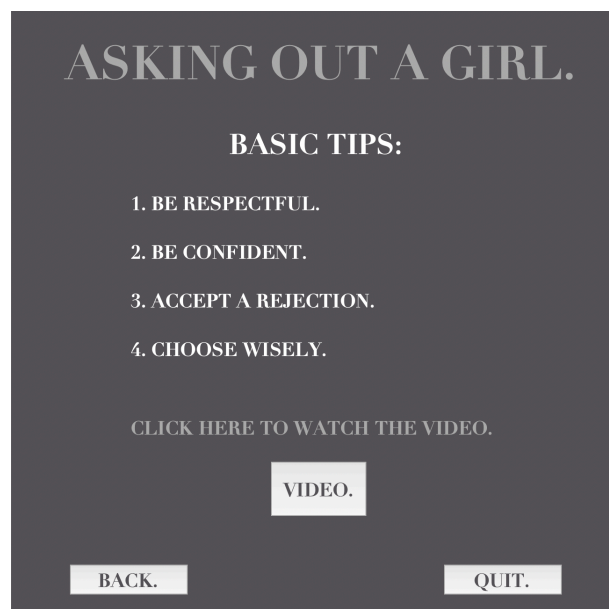 ASKING OUT A GIRL.
BASIC TIPS:
1. BE RESPECTFUL.
2. BE CONFIDENT.
3. ACCEPT A REJECTION.
4. CHOOSE WISELY.
CLICK HERE TO WATCH THE VIDEO.
VIDEO.
BACK.
QUIT.